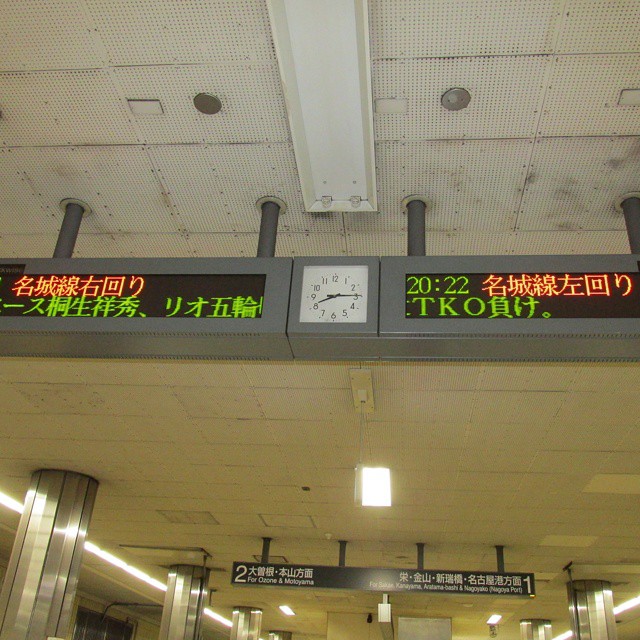 名城線右回り
ース桐生祥秀、リオ五輪
20:22 名城線左回り
TKO負け。
12
1
2
3
4
5
6
7
8
9
10
11
2 大曽根・本山方面
For Ozone & Motoyama
栄・金山・新瑞橋・名古屋港方面 1
For Sakae, Kanayama, Aratama-bashi & Nagoyako (Nagoya Port)